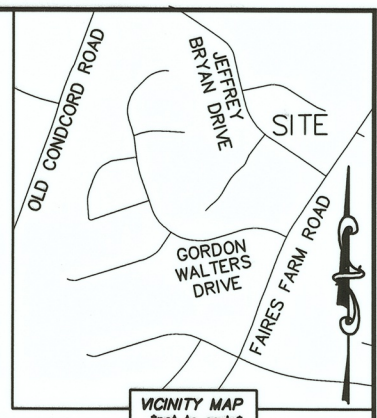 OLD CONDCORD ROAD
JEFFREY
BRYAN DRIVE
SITE
GORDON
WALTERS
DRIVE
FAIRES FARM ROAD
VICINITY MAP